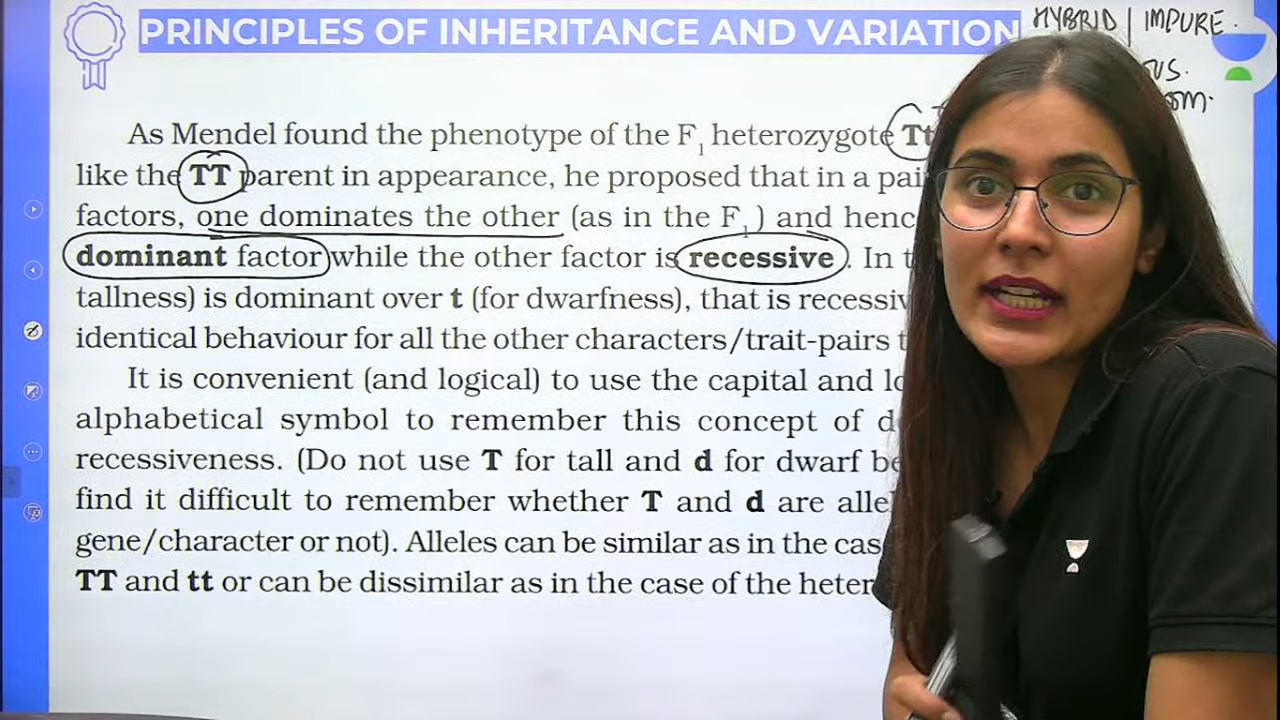 PRINCIPLES OF INHERITANCE AND VARIATION
HYBRID | IMPURE.
As Mendel found the phenotype of the F1 heterozygote Tt
like the TT parent in appearance, he proposed that in a pai
factors, one dominates the other (as in the F1) and henc
dominant factor while the other factor is recessive. In t
tallness) is dominant over t (for dwarfness), that is recessiv
identical behaviour for all the other characters/trait-pairs t
It is convenient (and logical) to use the capital and lo
alphabetical symbol to remember this concept of d
recessiveness. (Do not use T for tall and d for dwarf be
find it difficult to remember whether T and d are allel
gene/character or not). Alleles can be similar as in the cas
TT and tt or can be dissimilar as in the case of the heter